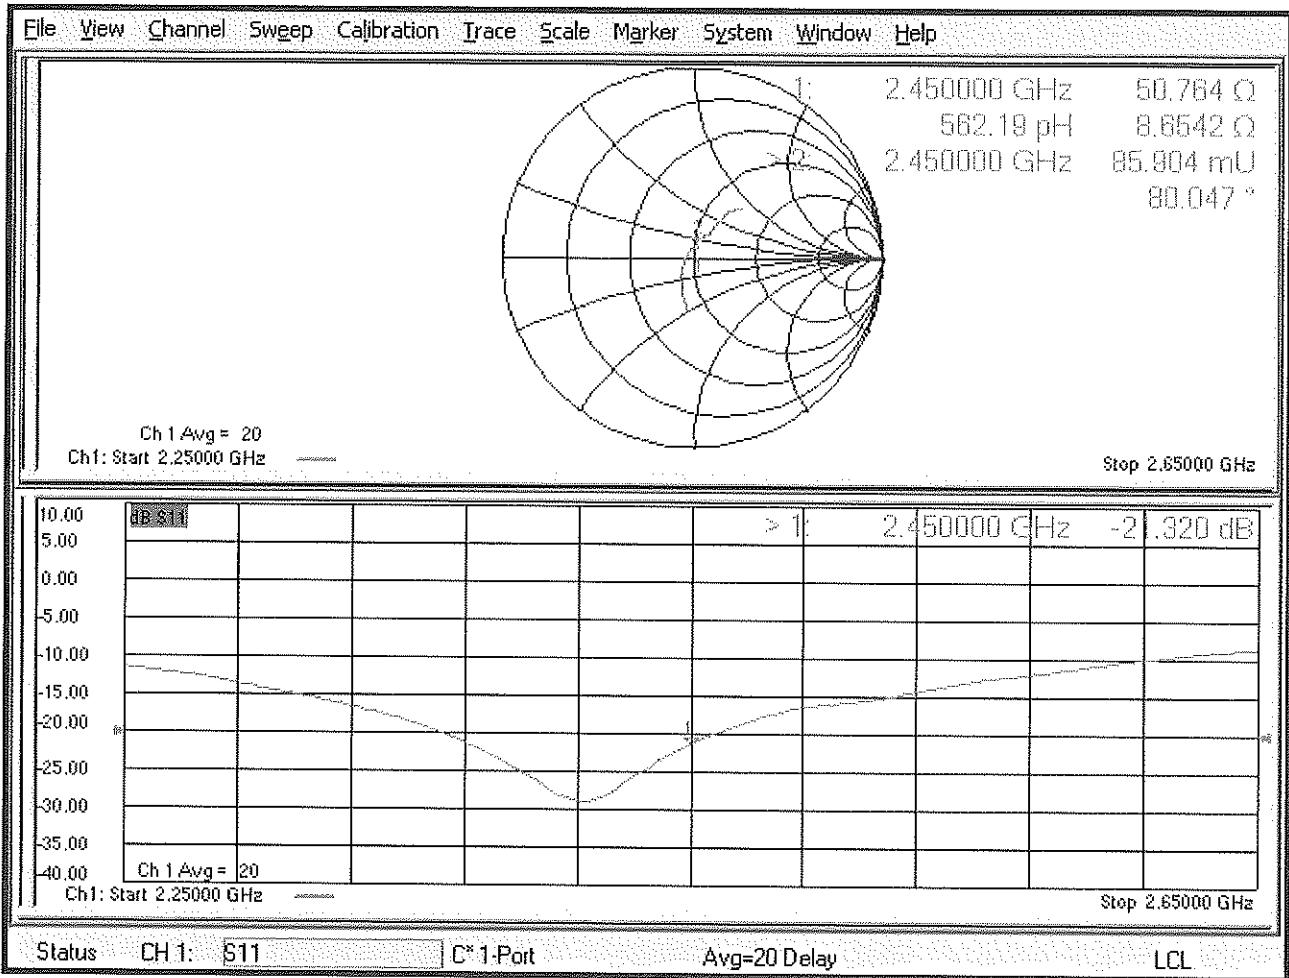 File View Channel Sweep Calibration Trace Scale Marker System Window Help
1: 2.450000 GHz 50.764 Ω
562.19 pH 8.6542 Ω
> 2: 2.450000 GHz 85.904 mU
80.047 °
Ch 1 Avg = 20
Ch1: Start 2.25000 GHz
Stop 2.65000 GHz
10.00
dB S11
> 1: 2.450000 GHz -21.320 dB
5.00
0.00
-5.00
-10.00
-15.00
-20.00
-25.00
-30.00
-35.00
-40.00
Ch 1 Avg = 20
Ch1: Start 2.25000 GHz
Stop 2.65000 GHz
Status CH 1: S11 C* 1-Port Avg=20 Delay LCL